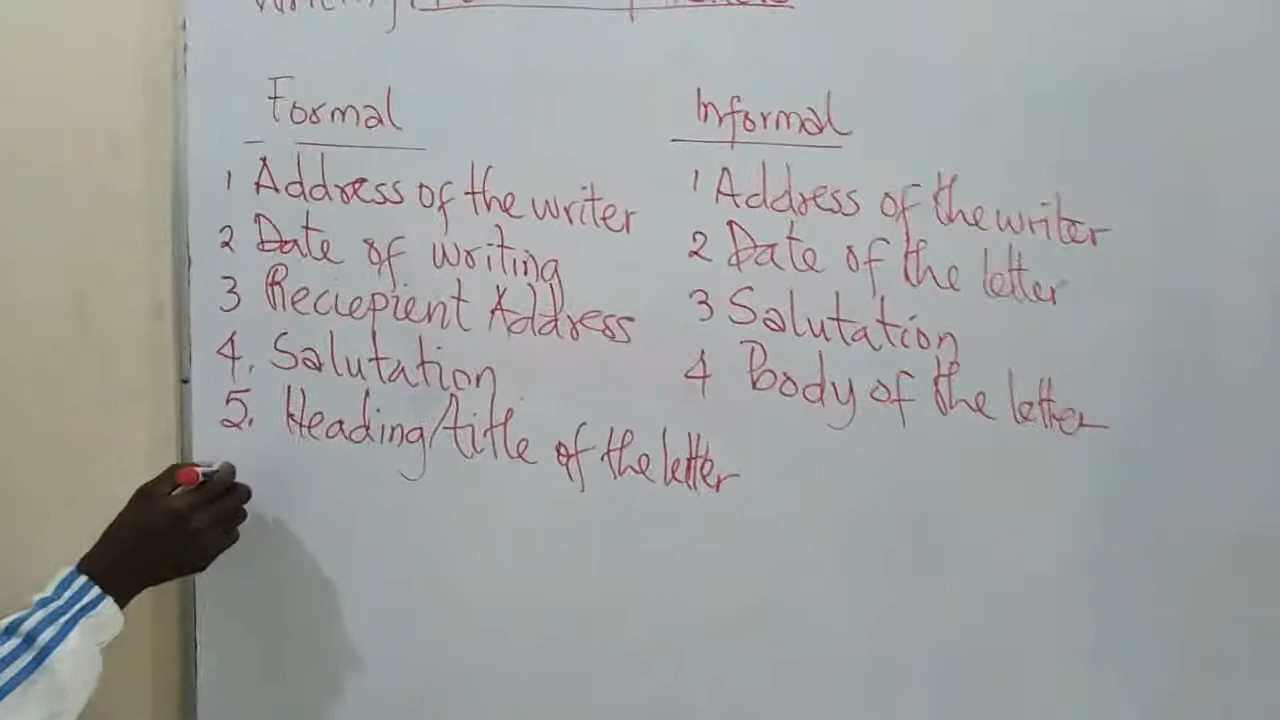 Writing
Formal
1 Address of the writer
2 Date of writing
3 Reciepient Address
4. Salutation
5. Heading/title of the letter
Informal
1 Address of the writer
2 Date of the letter
3 Salutation
4 Body of the letter